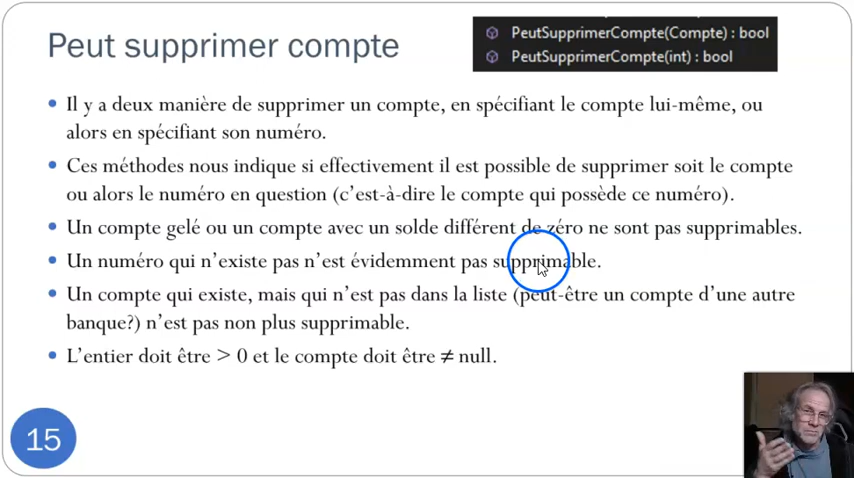 Peut supprimer compte
PeutSupprimerCompte(Compte) : bool
PeutSupprimerCompte(int) : bool
• Il y a deux manière de supprimer un compte, en spécifiant le compte lui-même, ou
alors en spécifiant son numéro.
• Ces méthodes nous indique si effectivement il est possible de supprimer soit le compte
ou alors le numéro en question (c’est-à-dire le compte qui possède ce numéro).
• Un compte gelé ou un compte avec un solde différent de zéro ne sont pas supprimables.
• Un numéro qui n’existe pas n’est évidemment pas supprimable.
• Un compte qui existe, mais qui n’est pas dans la liste (peut-être un compte d’une autre
banque?) n’est pas non plus supprimable.
• L’entier doit être > 0 et le compte doit être ≠ null.
15